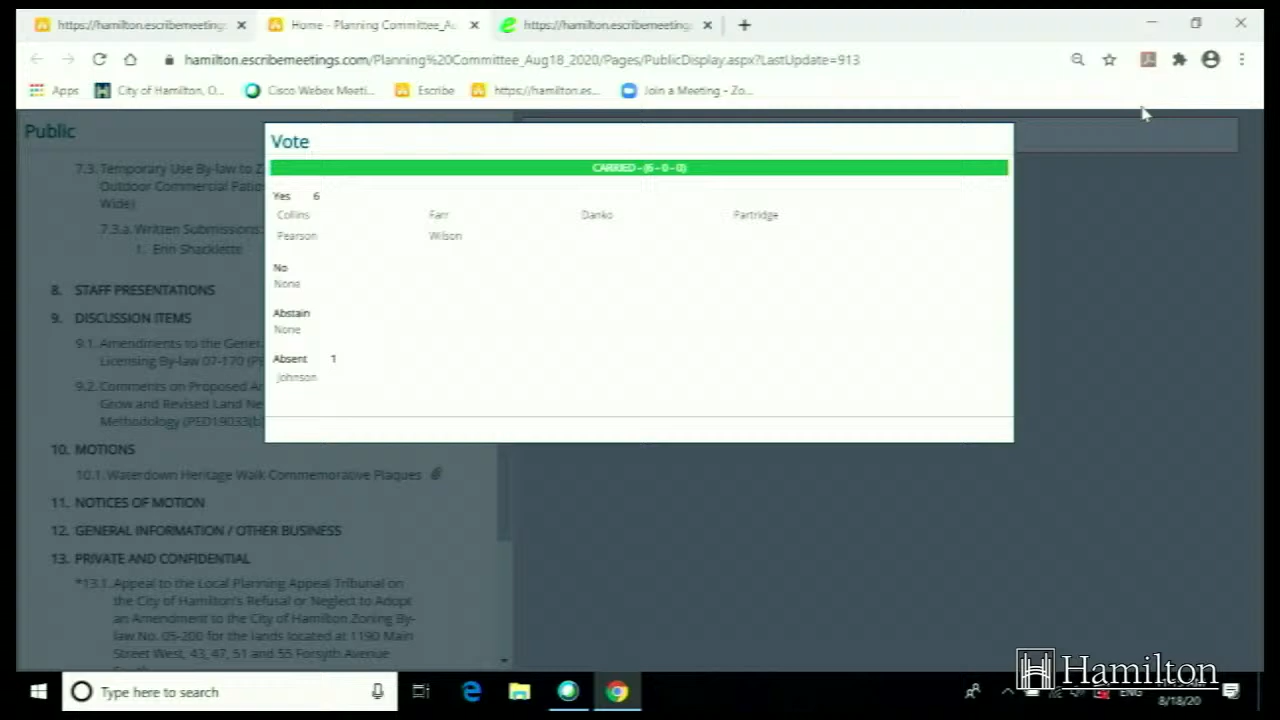 https://hamilton.escribemeetings
Home - Planning Committee_Au
https://hamilton.escribemeetings
hamilton.escribemeetings.com/Planning%20Committee_Aug18_2020/Pages/PublicDisplay.aspx?LastUpdate=913
Apps
City of Hamilton, O...
Cisco Webex Meeti...
Escribe
https://hamilton.es...
Join a Meeting - Zo...
Public
7.3. Temporary Use By-law to
Outdoor Commercial Patio
Wide)
7.3.a. Written Submissions:
1. Erin Shacklette
8. STAFF PRESENTATIONS
9. DISCUSSION ITEMS
9.1. Amendments to the Gener
Licensing By-law 07-170
9.2. Comments on Proposed
Grow and Revised Land Ne
Methodology (PED19033(b)
10. MOTIONS
10.1. Waterdown Heritage Walk Commemorative Plaques
11. NOTICES OF MOTION
12. GENERAL INFORMATION / OTHER BUSINESS
13. PRIVATE AND CONFIDENTIAL
*13.1. Appeal to the Local Planning Appeal Tribunal on
the City of Hamilton's Refusal or Neglect to Adopt
an Amendment to the City of Hamilton Zoning By-
law No. 05-200 for the lands located at 1190 Main
Street West, 43, 47, 51 and 55 Forsyth Avenue
Vote
CARRIED - (6 - 0 - 0)
Yes 6
Collins Farr Danko Partridge
Pearson Wilson
No
None
Abstain
None
Absent 1
Johnson
Hamilton
Type here to search
ENG
8/18/20